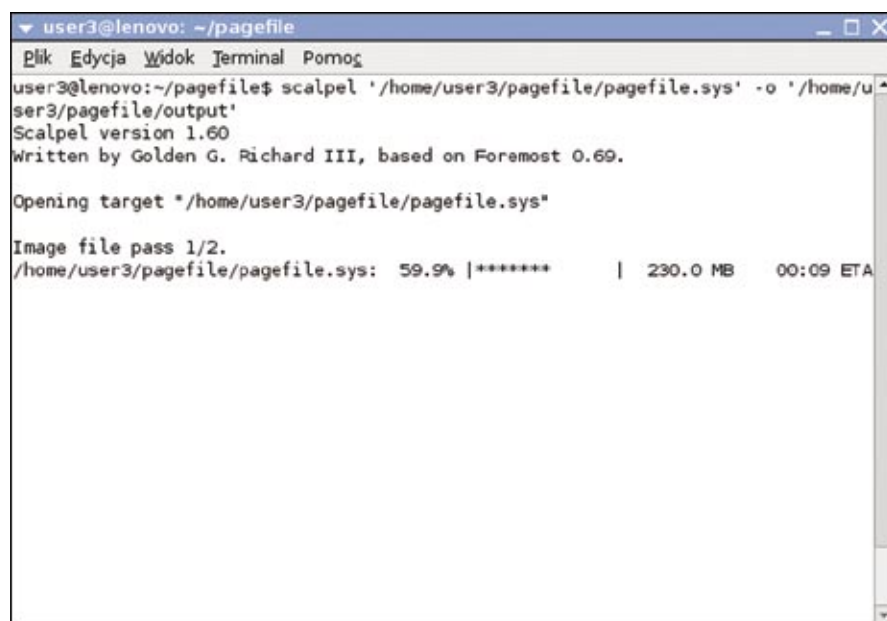 user3@lenovo: ~/pagefile
Plik Edycja Widok Terminal Pomoc
user3@lenovo:~/pagefile$ scalpel '/home/user3/pagefile/pagefile.sys' -o '/home/u
ser3/pagefile/output'
Scalpel version 1.60
Written by Golden G. Richard III, based on Foremost 0.69.
Opening target "/home/user3/pagefile/pagefile.sys"
Image file pass 1/2.
/home/user3/pagefile/pagefile.sys: 59.9% |******* | 230.0 MB 00:09 ETA